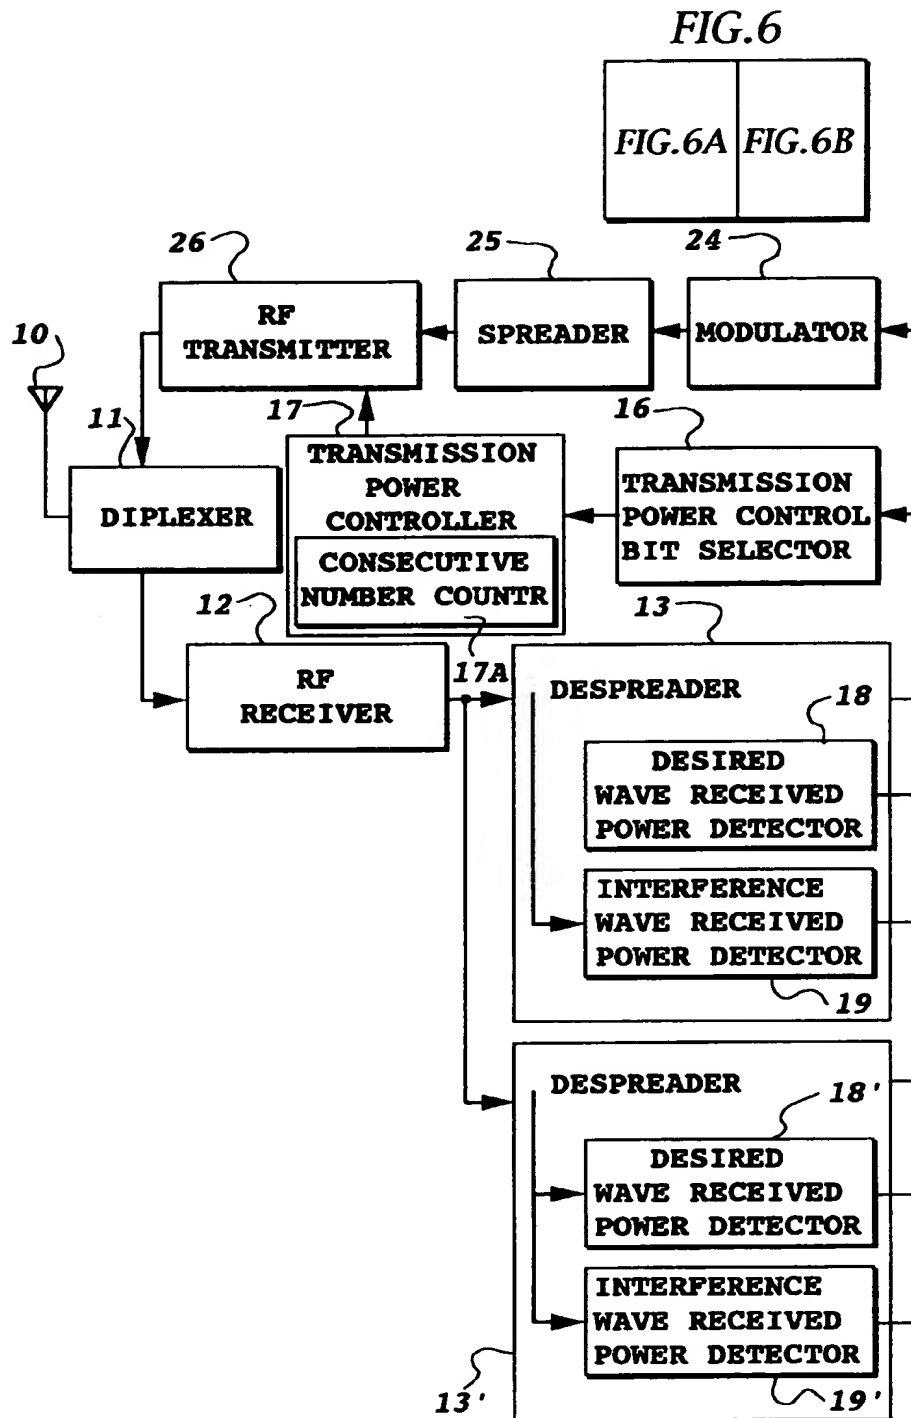 FIG.6
FIG.6A FIG.6B
26 25 24
RF
TRANSMITTER
SPREADER
MODULATOR
10
11
DIPLEXER
17
TRANSMISSION
POWER
CONTROLLER
CONSECUTIVE
NUMBER COUNTR
17A
16
TRANSMISSION
POWER CONTROL
BIT SELECTOR
12
RF
RECEIVER
13
DESPREADER
18
DESIRED
WAVE RECEIVED
POWER DETECTOR
INTERFERENCE
WAVE RECEIVED
POWER DETECTOR
19
DESPREADER
18'
DESIRED
WAVE RECEIVED
POWER DETECTOR
INTERFERENCE
WAVE RECEIVED
POWER DETECTOR
13'
19'